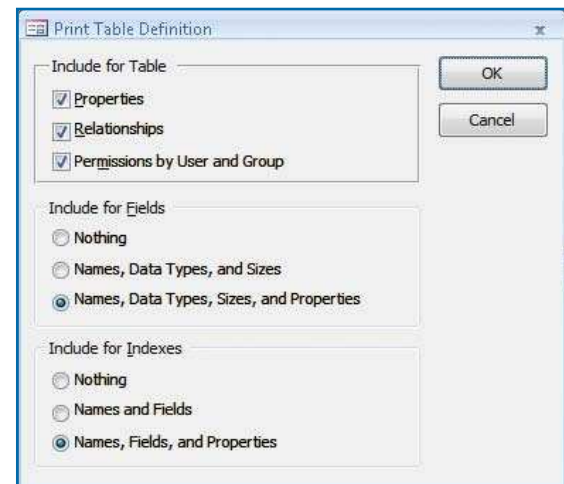 Print Table Definition
x
Include for Table
OK
Properties
Cancel
Relationships
Permissions by User and Group
Include for Fields
Nothing
Names, Data Types, and Sizes
Names, Data Types, Sizes, and Properties
Include for Indexes
Nothing
Names and Fields
Names, Fields, and Properties